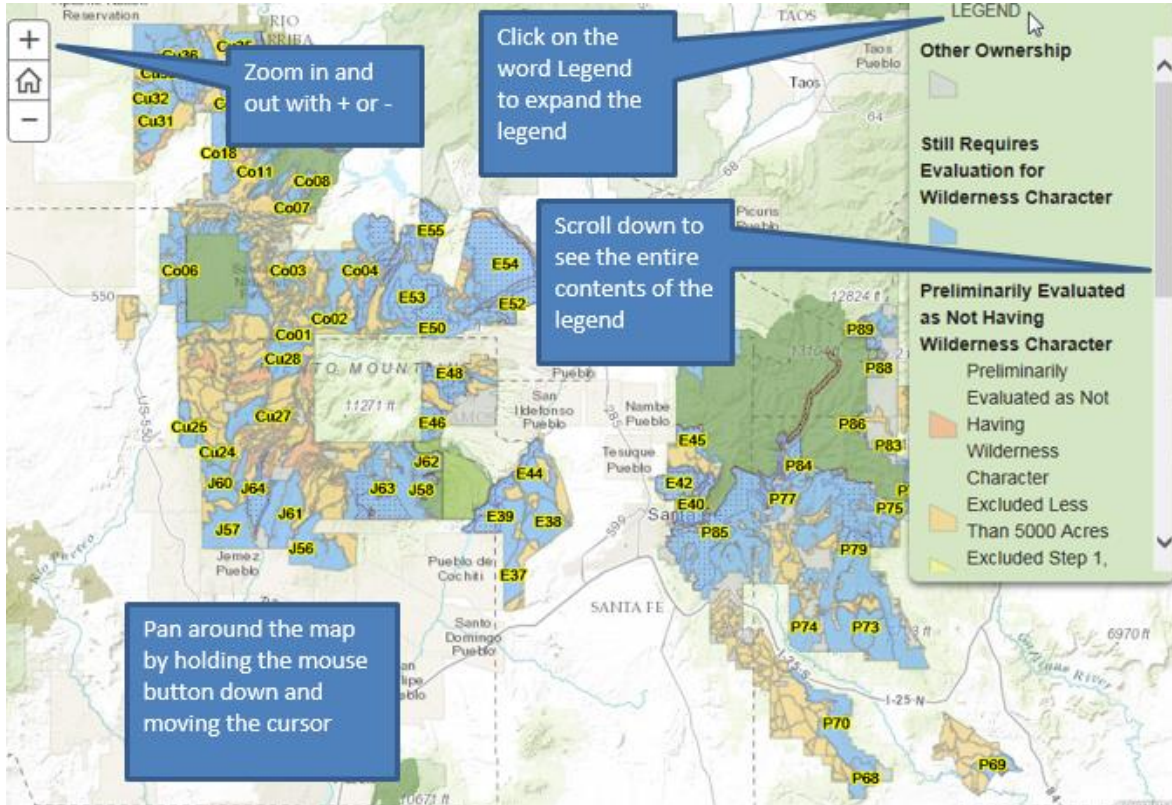 Reservation
RIO
ARRIBA
TAOS
Taos
Pueblo
Taos
64
68
Picuris
+
−
Zoom in and
out with + or -
Click on the
word Legend
to expand the
legend
Scroll down to
see the entire
contents of the
legend
Pan around the map
by holding the mouse
button down and
moving the cursor
LEGEND
Other Ownership
Still Requires
Evaluation for
Wilderness Character
Preliminarily Evaluated
as Not Having
Wilderness Character
Preliminarily
Evaluated as Not
Having
Wilderness
Character
Excluded Less
Than 5000 Acres
Excluded Step 1,
Cu36
Cu32
Cu31
Co18
Co11
Co08
Co07
Co06
Co03
Co04
E55
E54
E53
E52
E50
Co02
Co01
550
Cu28
E48
11271 ft
Pueblo
San
Ildefonso
Pueblo
Nambe
Pueblo
Tesuque
Pueblo
285
US-550
Cu27
E46
Cu25
Cu24
J62
J60
J64
J63
J58
J61
J57
J56
E44
E39
E38
E37
Jemez
Pueblo
Rio Puerco
Pueblo de
Cochiti
Santo
Domingo
Pueblo
SANTA FE
599
12824 ft
P89
P88
P86
P83
P84
E45
E42
E40
P77
P75
P85
P79
P74
P73
6970 ft
I-25 S
I-25 N
P70
P69
P68
10671 ft